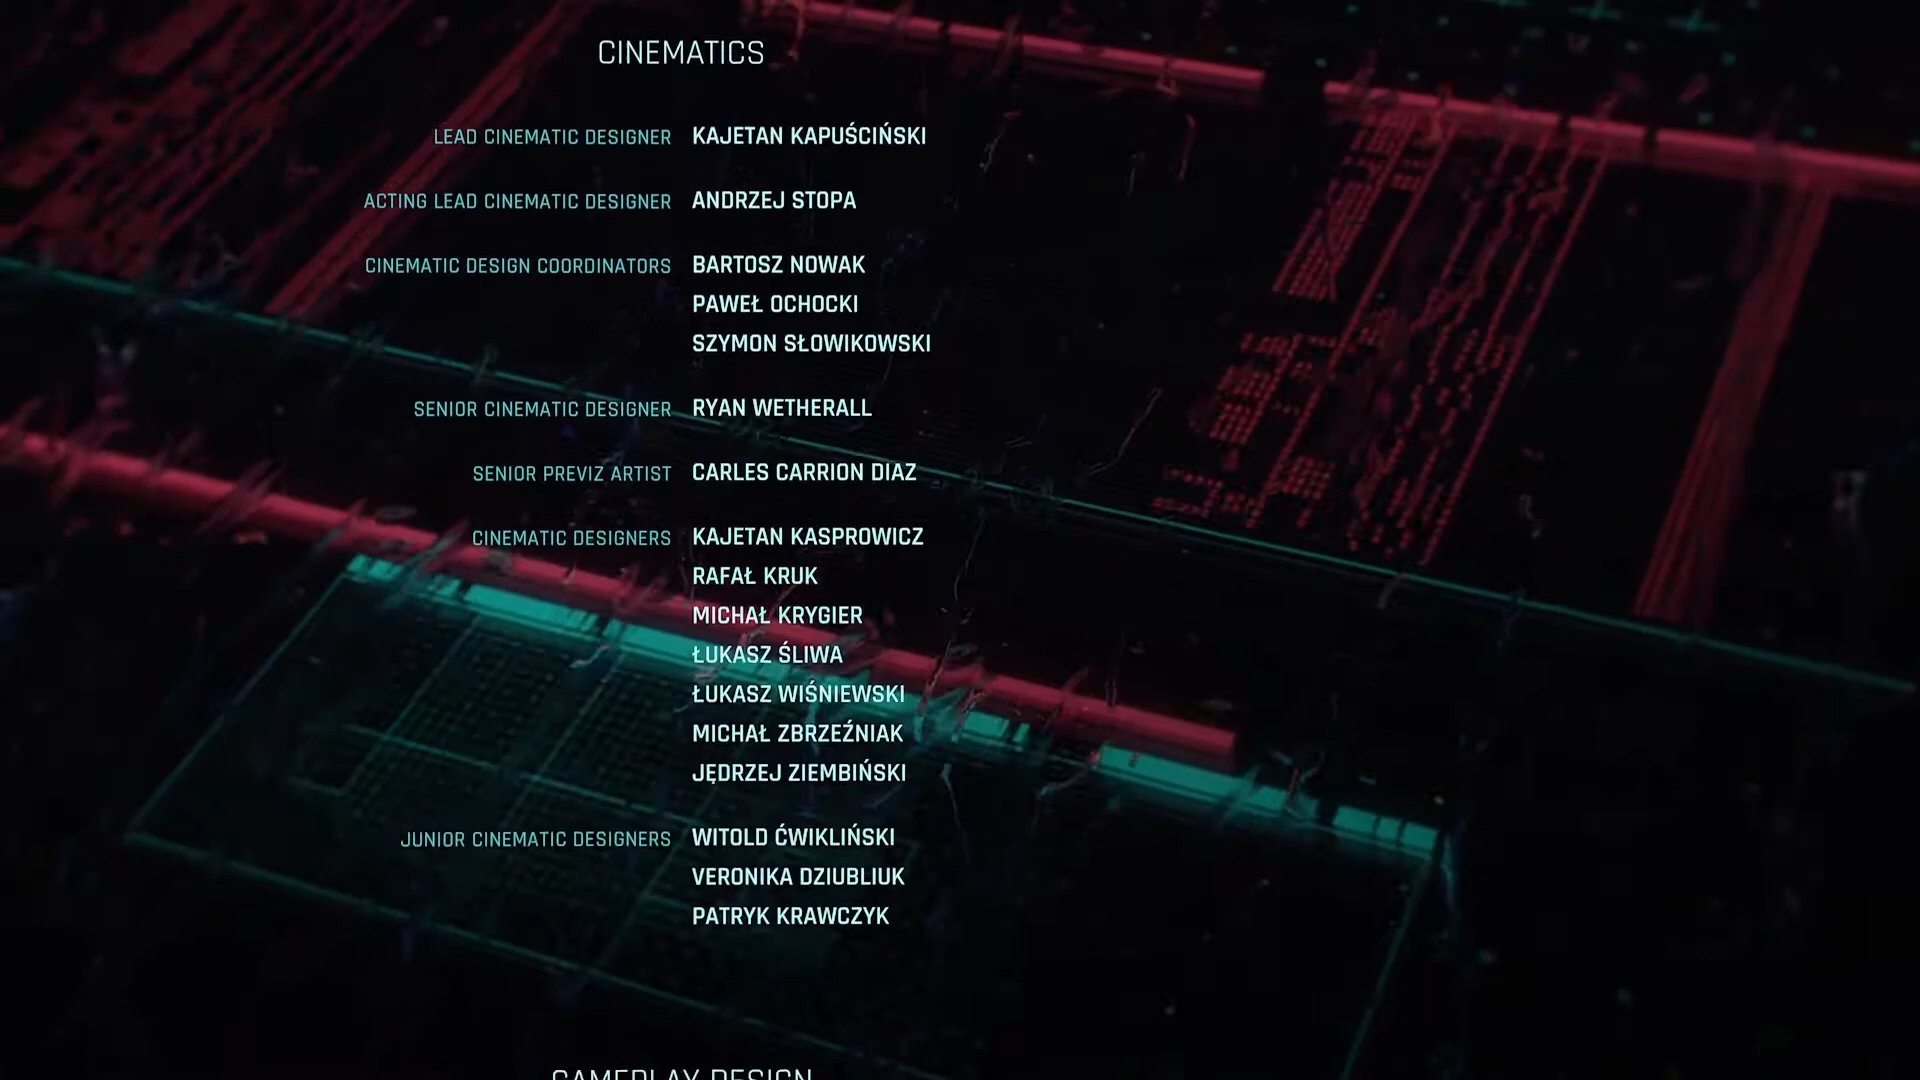 CINEMATICS
LEAD CINEMATIC DESIGNER KAJETAN KAPUŚCIŃSKI
ACTING LEAD CINEMATIC DESIGNER ANDRZEJ STOPA
CINEMATIC DESIGN COORDINATORS BARTOSZ NOWAK
PAWEŁ OCHOCKI
SZYMON SŁOWIKOWSKI
SENIOR CINEMATIC DESIGNER RYAN WETHERALL
SENIOR PREVIZ ARTIST CARLES CARRION DIAZ
CINEMATIC DESIGNERS KAJETAN KASPROWICZ
RAFAŁ KRUK
MICHAŁ KRYGIER
ŁUKASZ ŚLIWA
ŁUKASZ WIŚNIEWSKI
MICHAŁ ZBRZEŹNIAK
JĘDRZEJ ZIEMBIŃSKI
JUNIOR CINEMATIC DESIGNERS WITOLD ĆWIKLIŃSKI
VERONIKA DZIUBLIUK
PATRYK KRAWCZYK
GAMEPLAY DESIGN